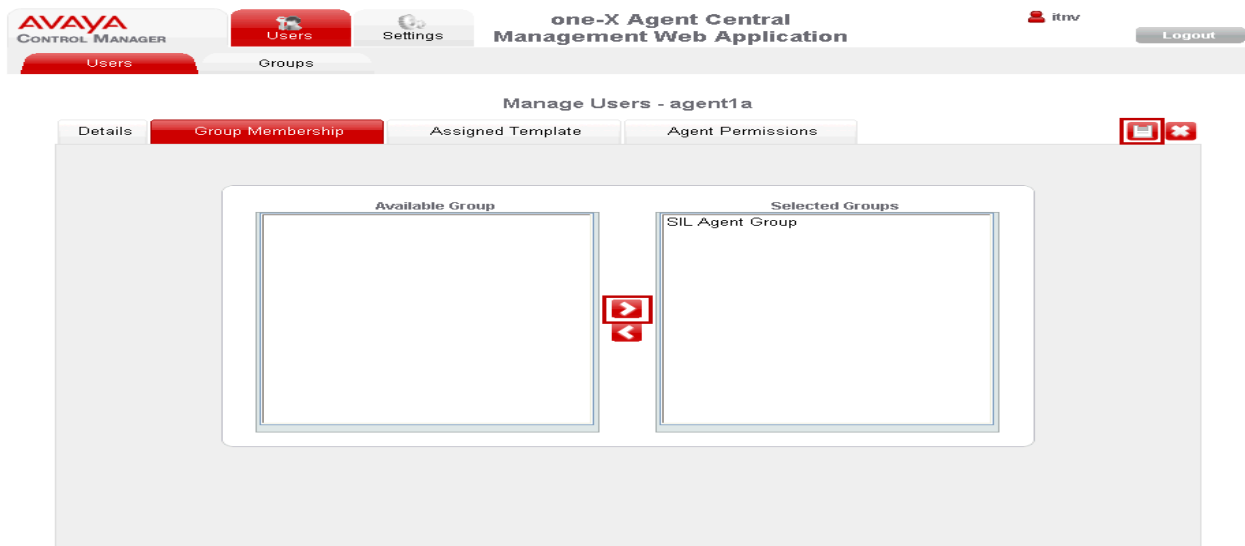 AVAYA
CONTROL MANAGER
Users
Settings
one-X Agent Central
Management Web Application
itnv
Logout
Users
Groups
Manage Users - agent1a
Details
Group Membership
Assigned Template
Agent Permissions
Available Group
Selected Groups
SIL Agent Group